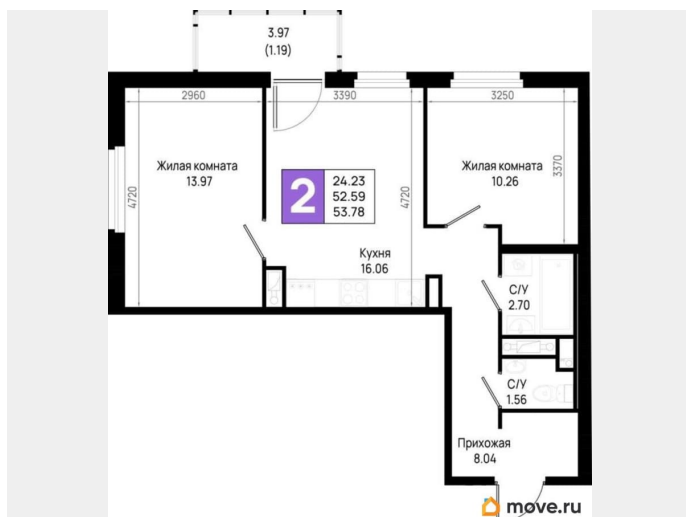 3.97
(1.19)
2960
3390
3250
Жилая комната
13.97
4720
2
24.23
52.59
53.78
4720
Жилая комната
10.26
3370
Кухня
16.06
С/У
2.70
С/У
1.56
Прихожая
8.04
move.ru